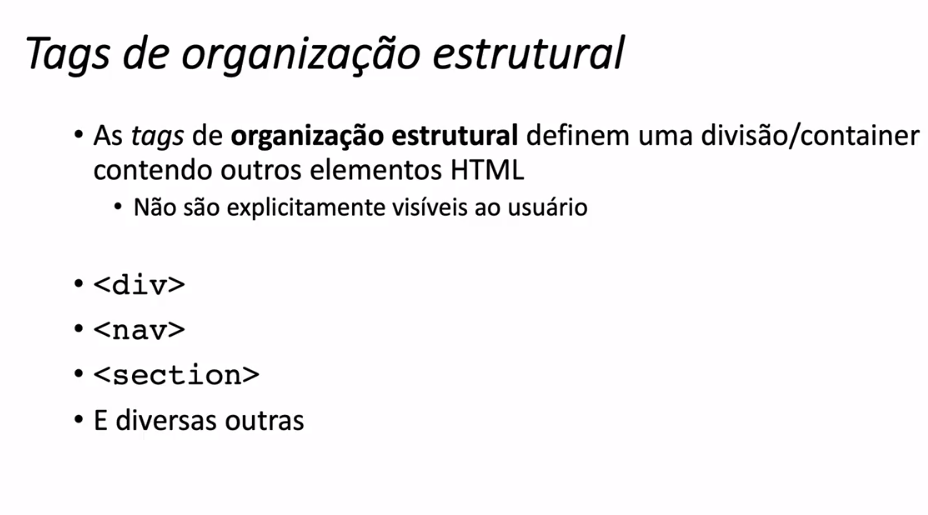 Tags de organização estrutural
• As tags de organização estrutural definem uma divisão/container
contendo outros elementos HTML
• Não são explicitamente visíveis ao usuário
• <div>
• <nav>
• <section>
• E diversas outras